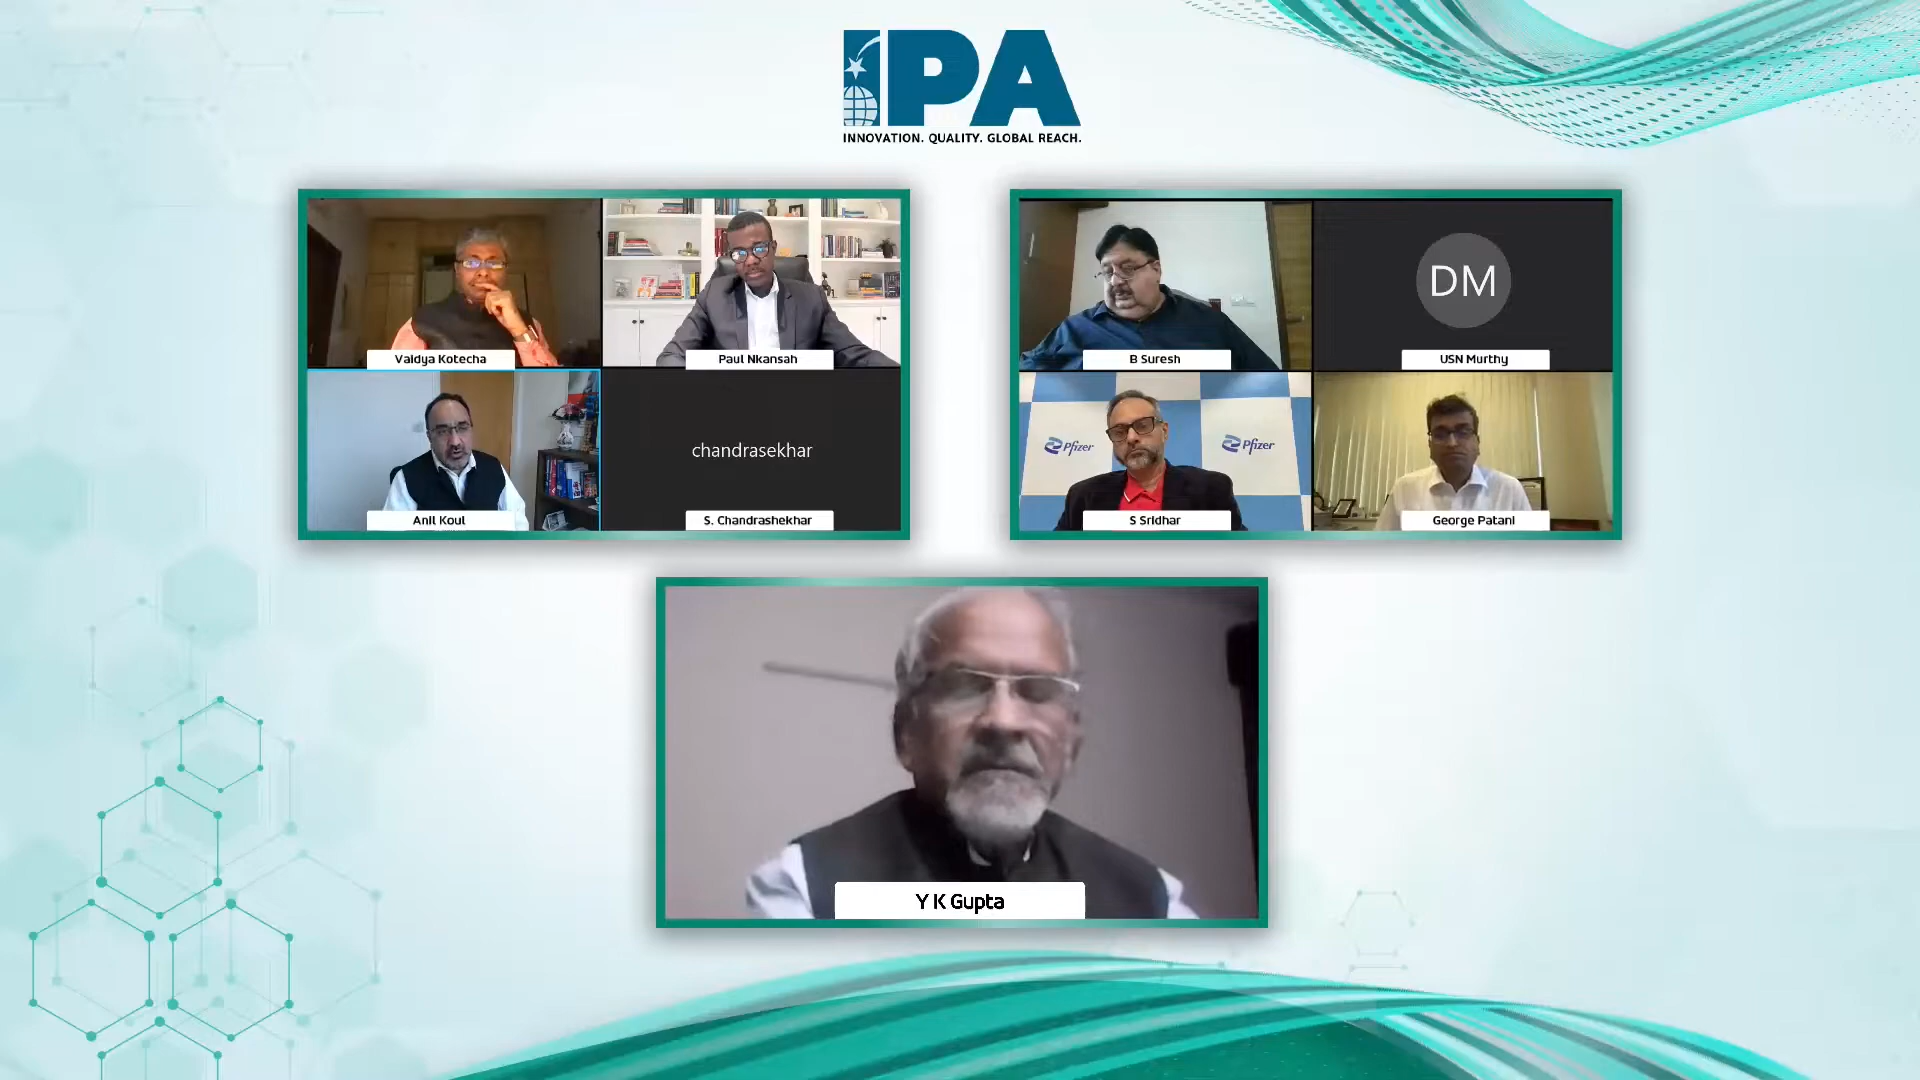 IPA
INNOVATION. QUALITY. GLOBAL REACH.
Vaidya Kotecha
Paul Nkansah
Anil Koul
chandrasekhar
S. Chandrashekhar
B Suresh
DM
USN Murthy
Pfizer
Pfizer
S Sridhar
George Patani
Y K Gupta